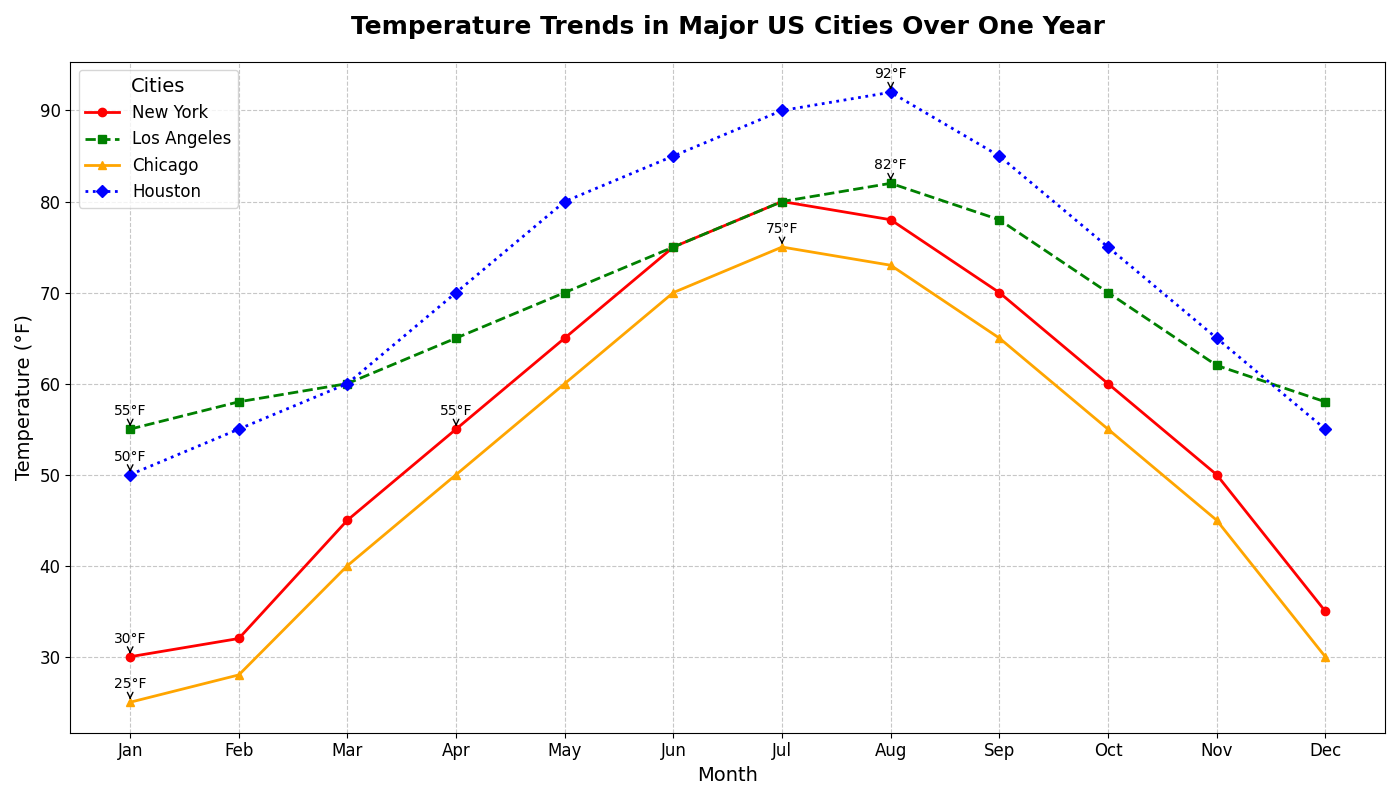 Temperature Trends in Major US Cities Over One Year
Cities
New York
Los Angeles
Chicago
Houston
92°F
82°F
75°F
55°F
55°F
50°F
30°F
25°F
90
80
70
60
50
40
30
Temperature (°F)
Jan Feb Mar Apr May Jun Jul Aug Sep Oct Nov Dec
Month